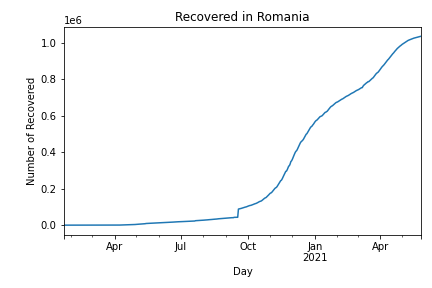 Recovered in Romania
1e6
1.0
0.8
0.6
0.4
0.2
0.0
Number of Recovered
Apr Jul Oct Jan Apr
2021
Day